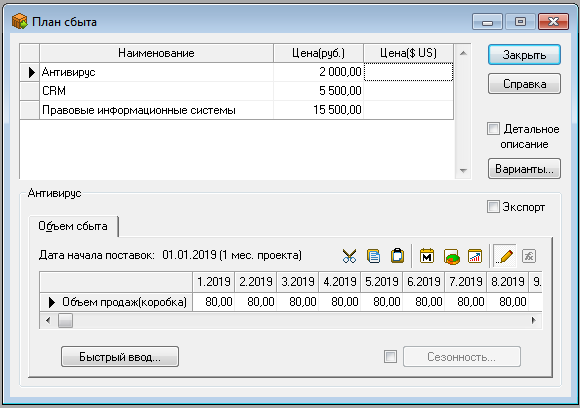 План сбыта
Наименование Цена(руб.) Цена($ US)
Антивирус 2 000,00
CRM 5 500,00
Правовые информационные системы 15 500,00
Закрыть
Справка
Детальное
описание
Варианты...
Антивирус
Экспорт
Объем сбыта
Дата начала поставок: 01.01.2019 (1 мес. проекта)
1.2019 2.2019 3.2019 4.2019 5.2019 6.2019 7.2019 8.2019 9.
Объем продаж(коробка) 80,00 80,00 80,00 80,00 80,00 80,00 80,00 80,00
Быстрый ввод...
Сезонность...